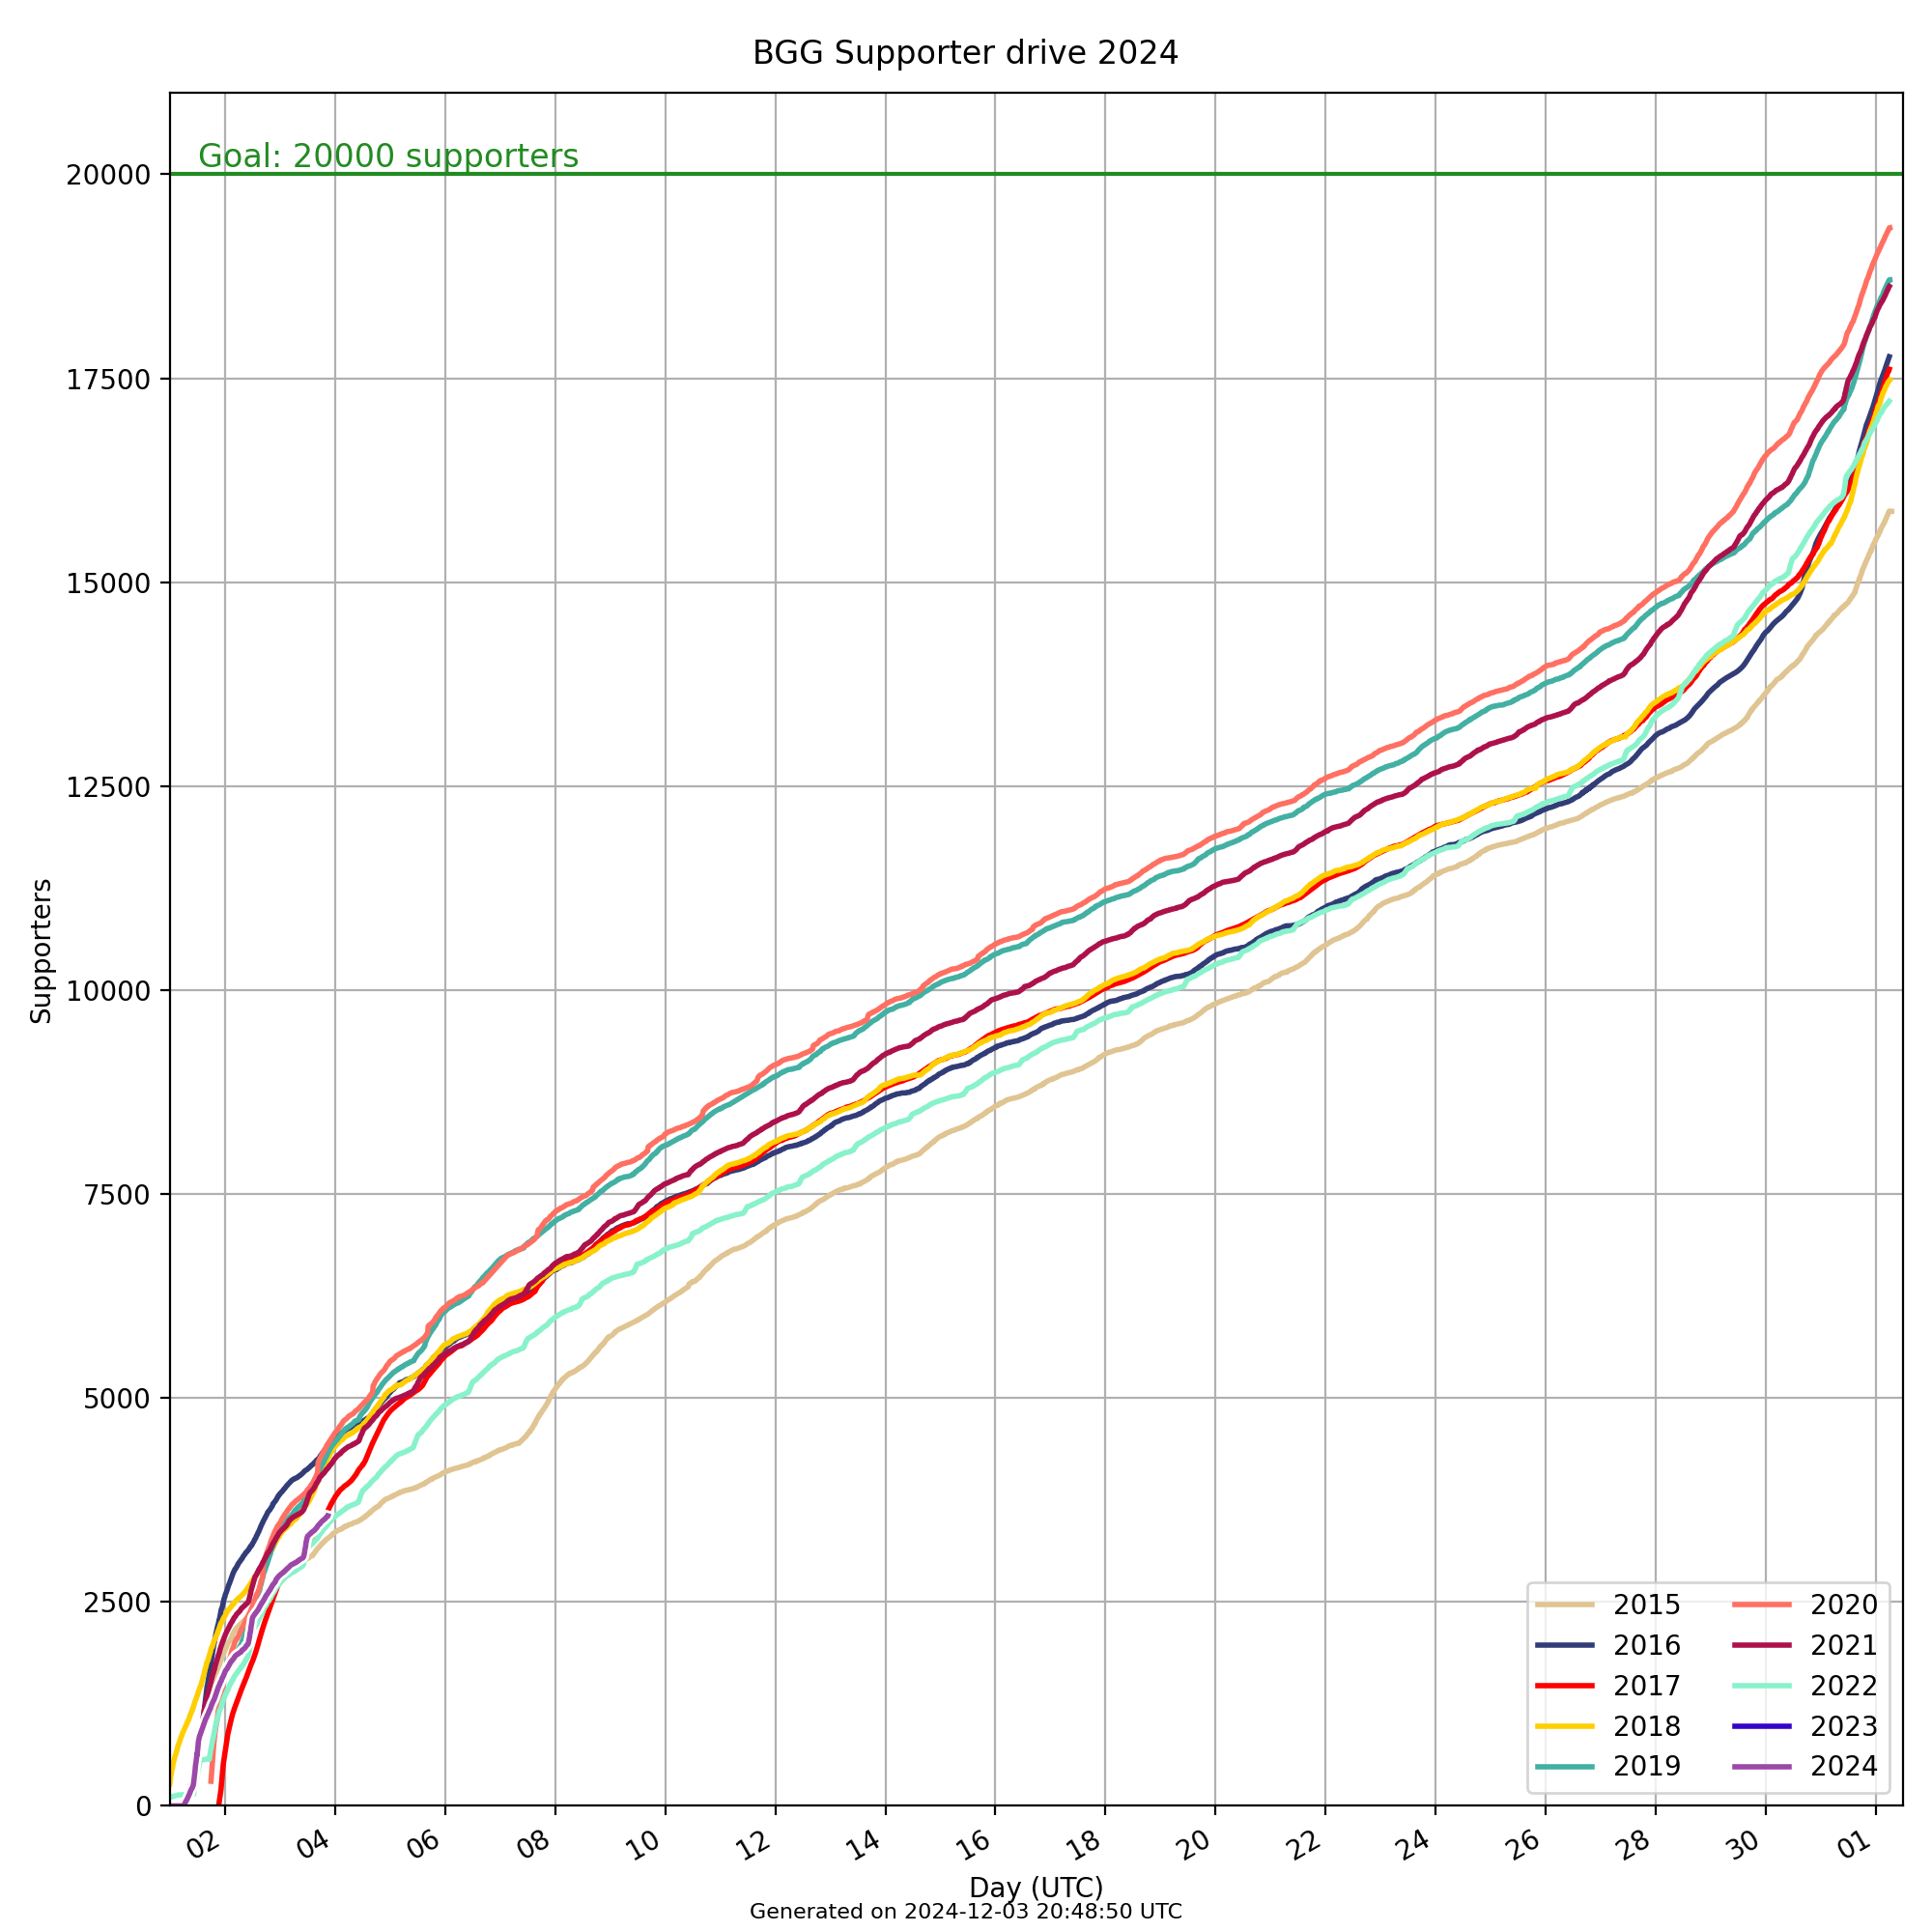 BGG Supporter drive 2024
Goal: 20000 supporters
20000
17500
15000
12500
10000
7500
5000
2500
0
Supporters
2015 2020
2016 2021
2017 2022
2018 2023
2019 2024
02 04 06 08 10 12 14 16 18 20 22 24 26 28 30 01
Day (UTC)
Generated on 2024-12-03 20:48:50 UTC